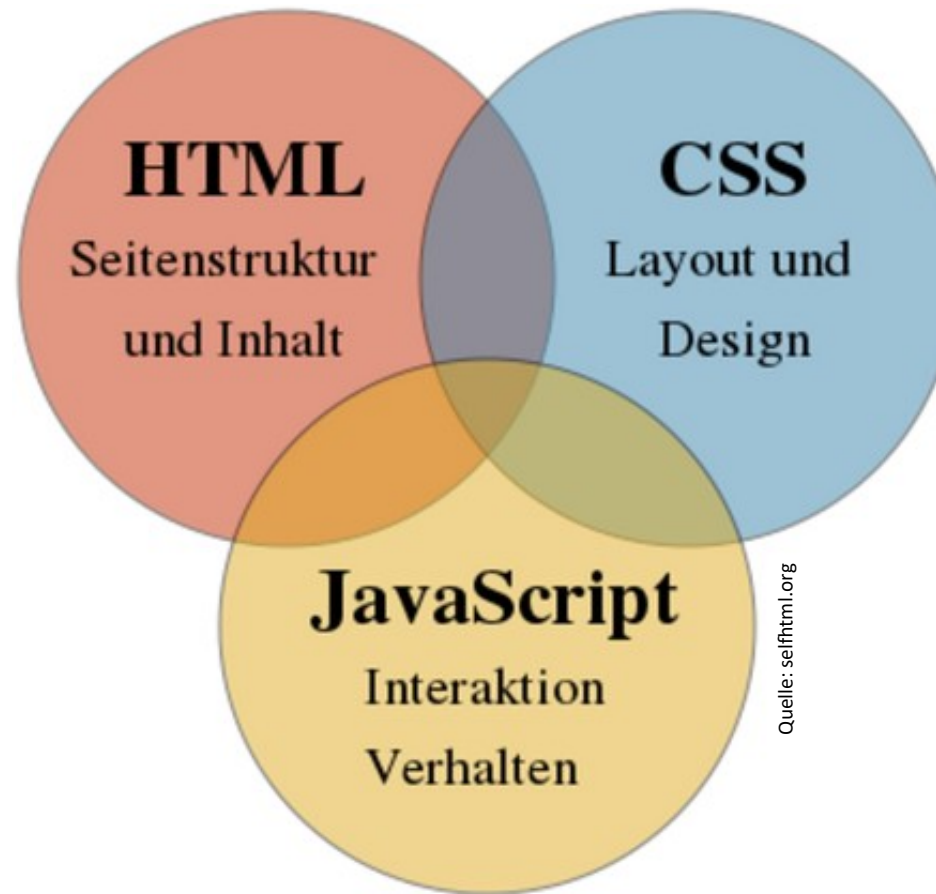 HTML
Seitenstruktur
und Inhalt
CSS
Layout und
Design
JavaScript
Interaktion
Verhalten
Quelle: selfhtml.org